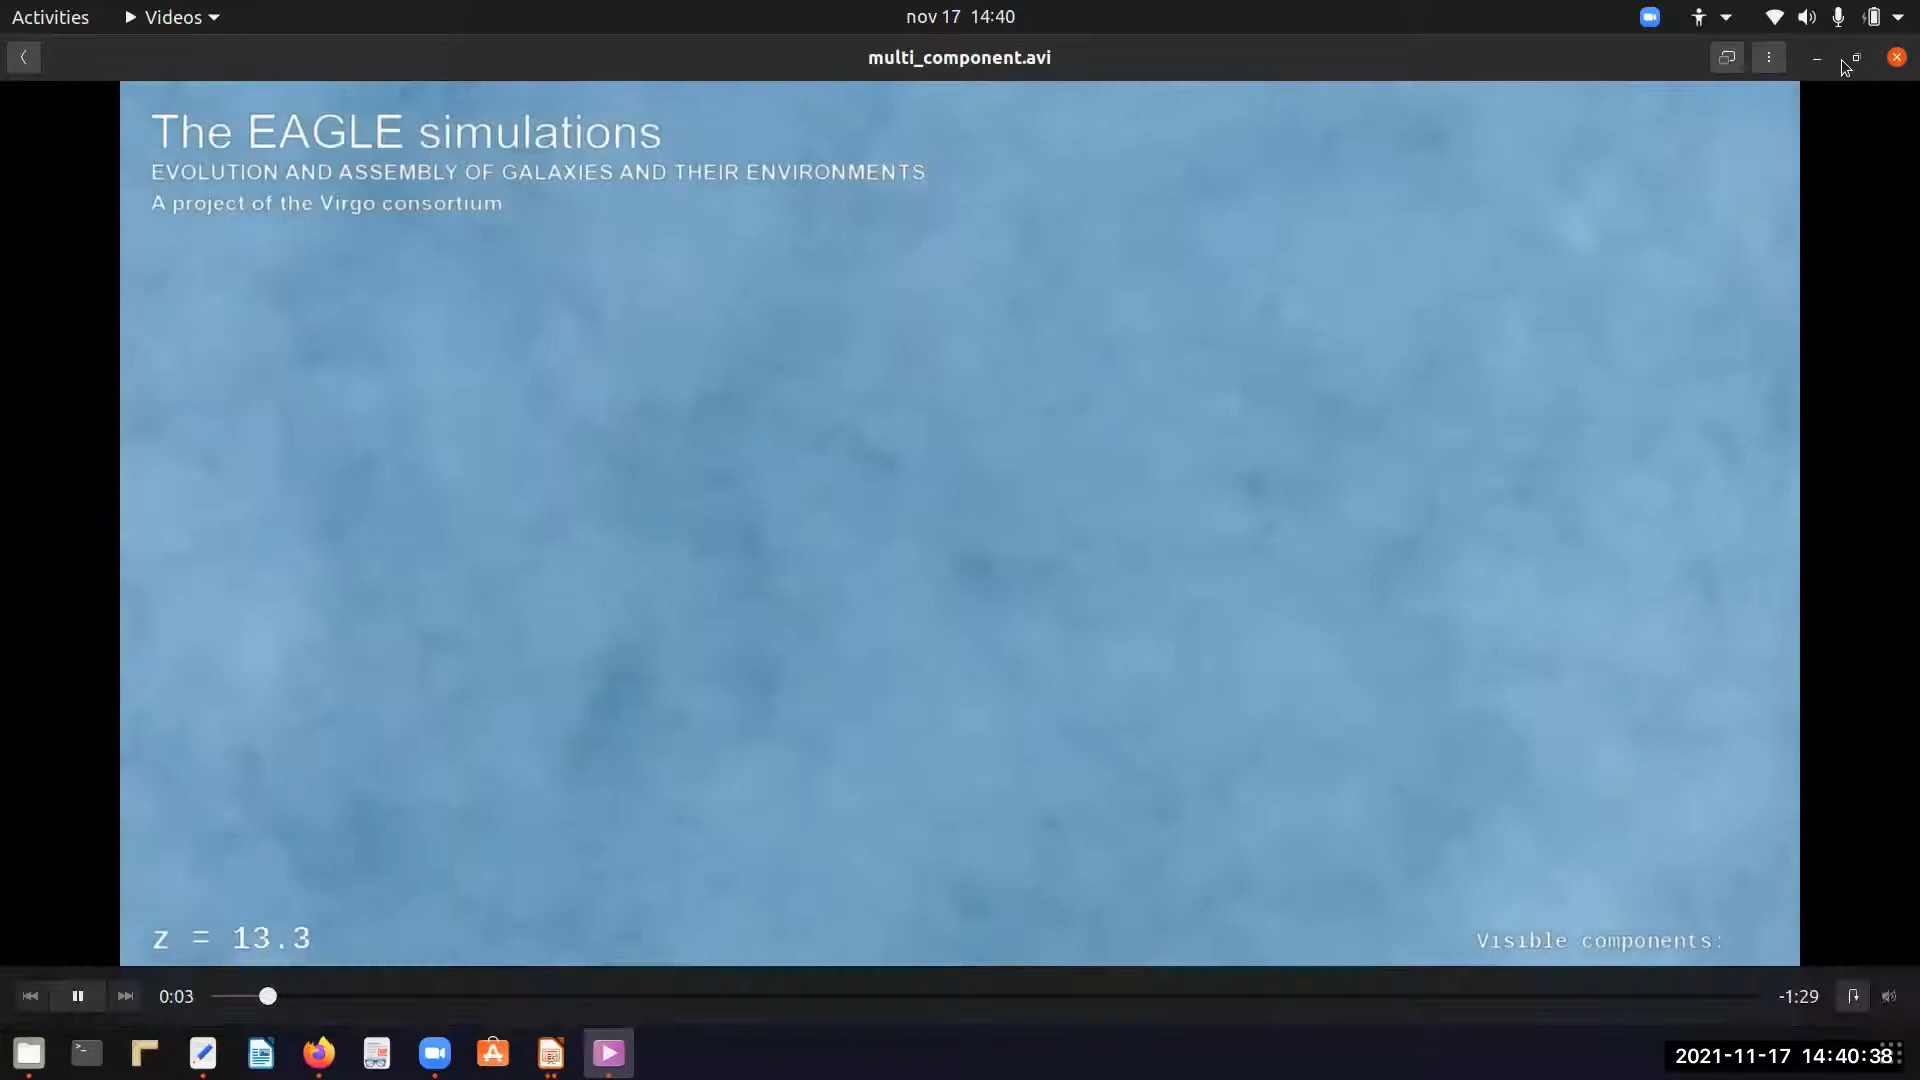 Activities Videos nov 17 14:40
multi_component.avi
The EAGLE simulations
EVOLUTION AND ASSEMBLY OF GALAXIES AND THEIR ENVIRONMENTS
A project of the Virgo consortium
z = 13.3
Visible components:
0:03 -1:29
2021-11-17 14:40:38